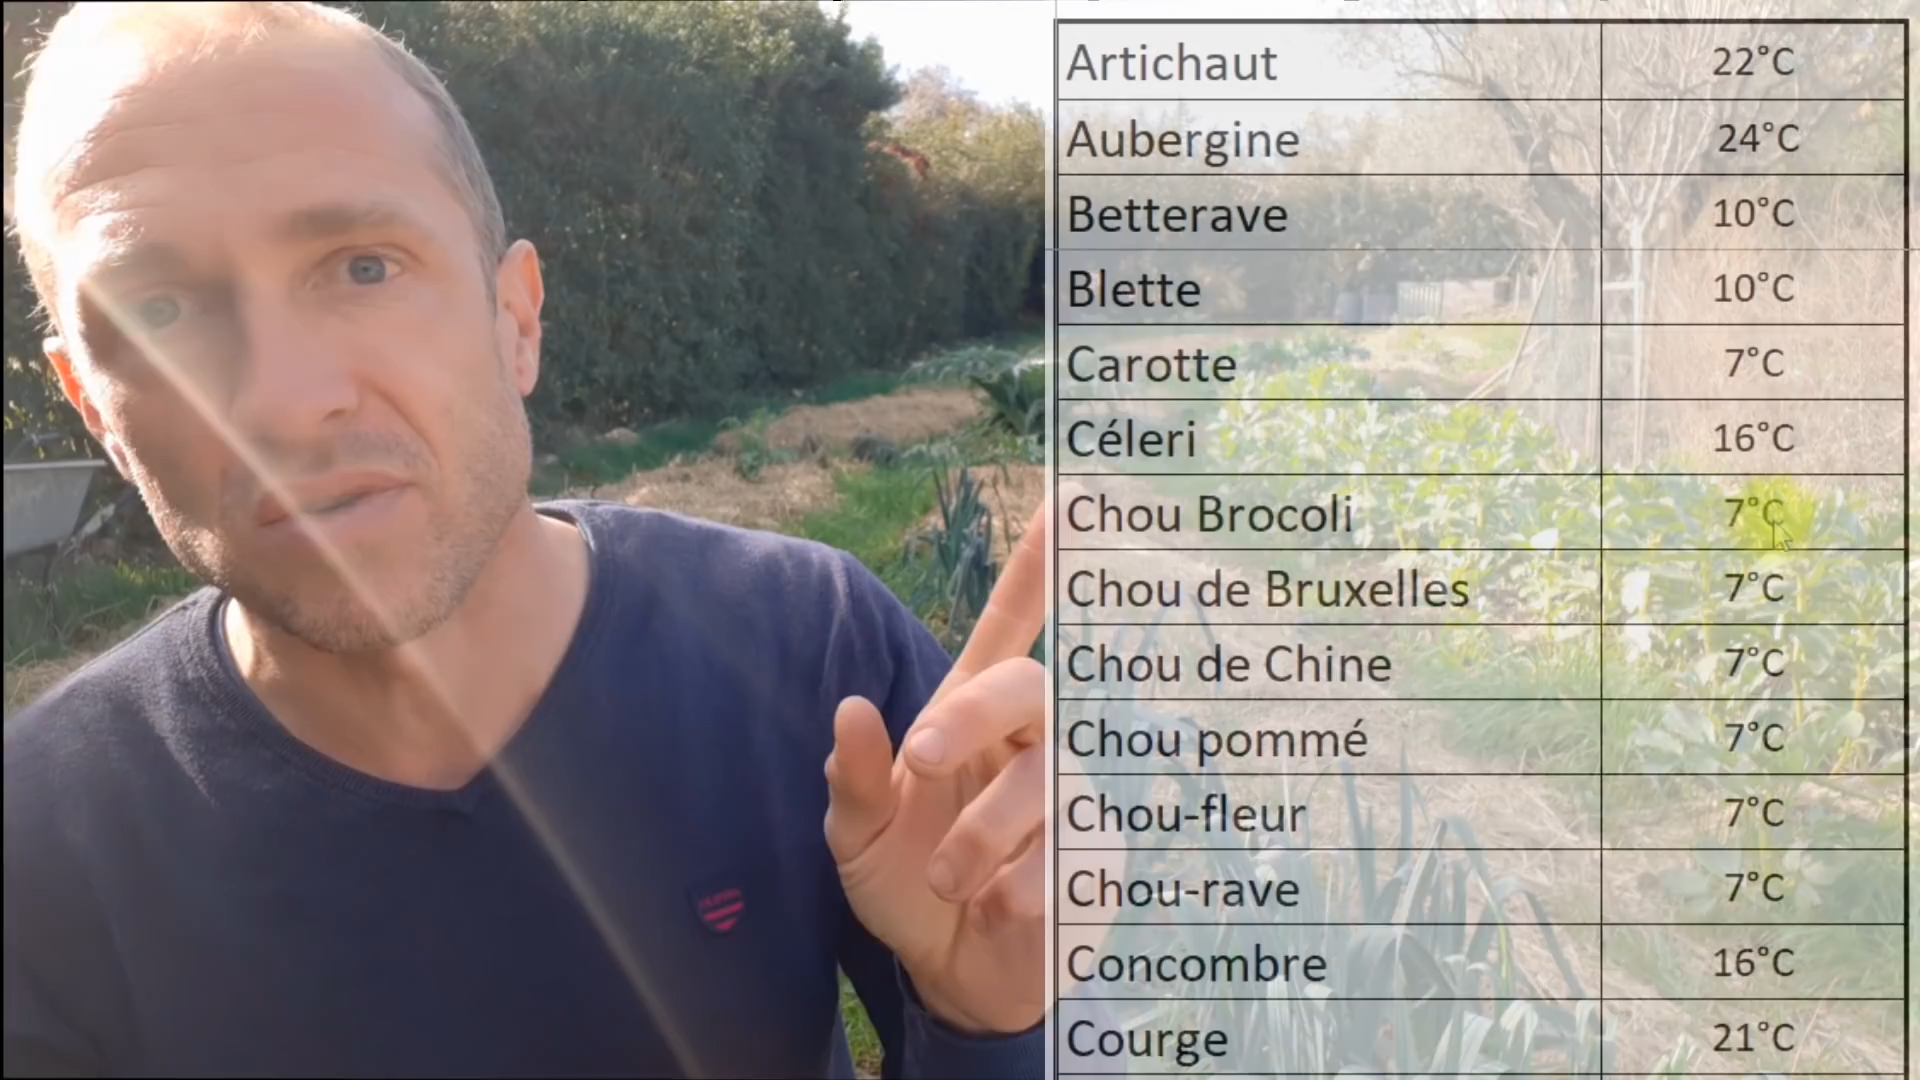 Artichaut 22°C
Aubergine 24°C
Betterave 10°C
Blette 10°C
Carotte 7°C
Céleri 16°C
Chou Brocoli 7°C
Chou de Bruxelles 7°C
Chou de Chine 7°C
Chou pommé 7°C
Chou-fleur 7°C
Chou-rave 7°C
Concombre 16°C
Courge 21°C